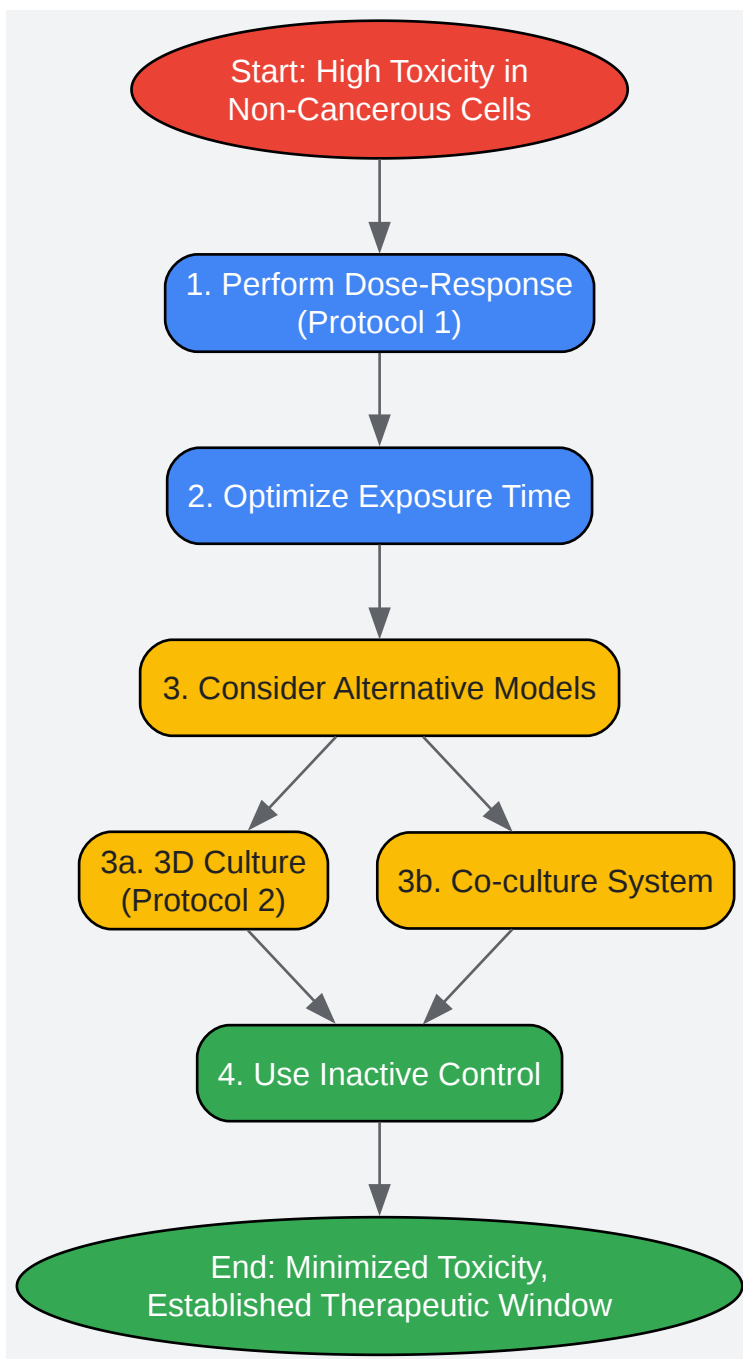 Start: High Toxicity in
Non-Cancerous Cells
1. Perform Dose-Response
(Protocol 1)
2. Optimize Exposure Time
3. Consider Alternative Models
3a. 3D Culture
(Protocol 2)
3b. Co-culture System
4. Use Inactive Control
End: Minimized Toxicity,
Established Therapeutic Window